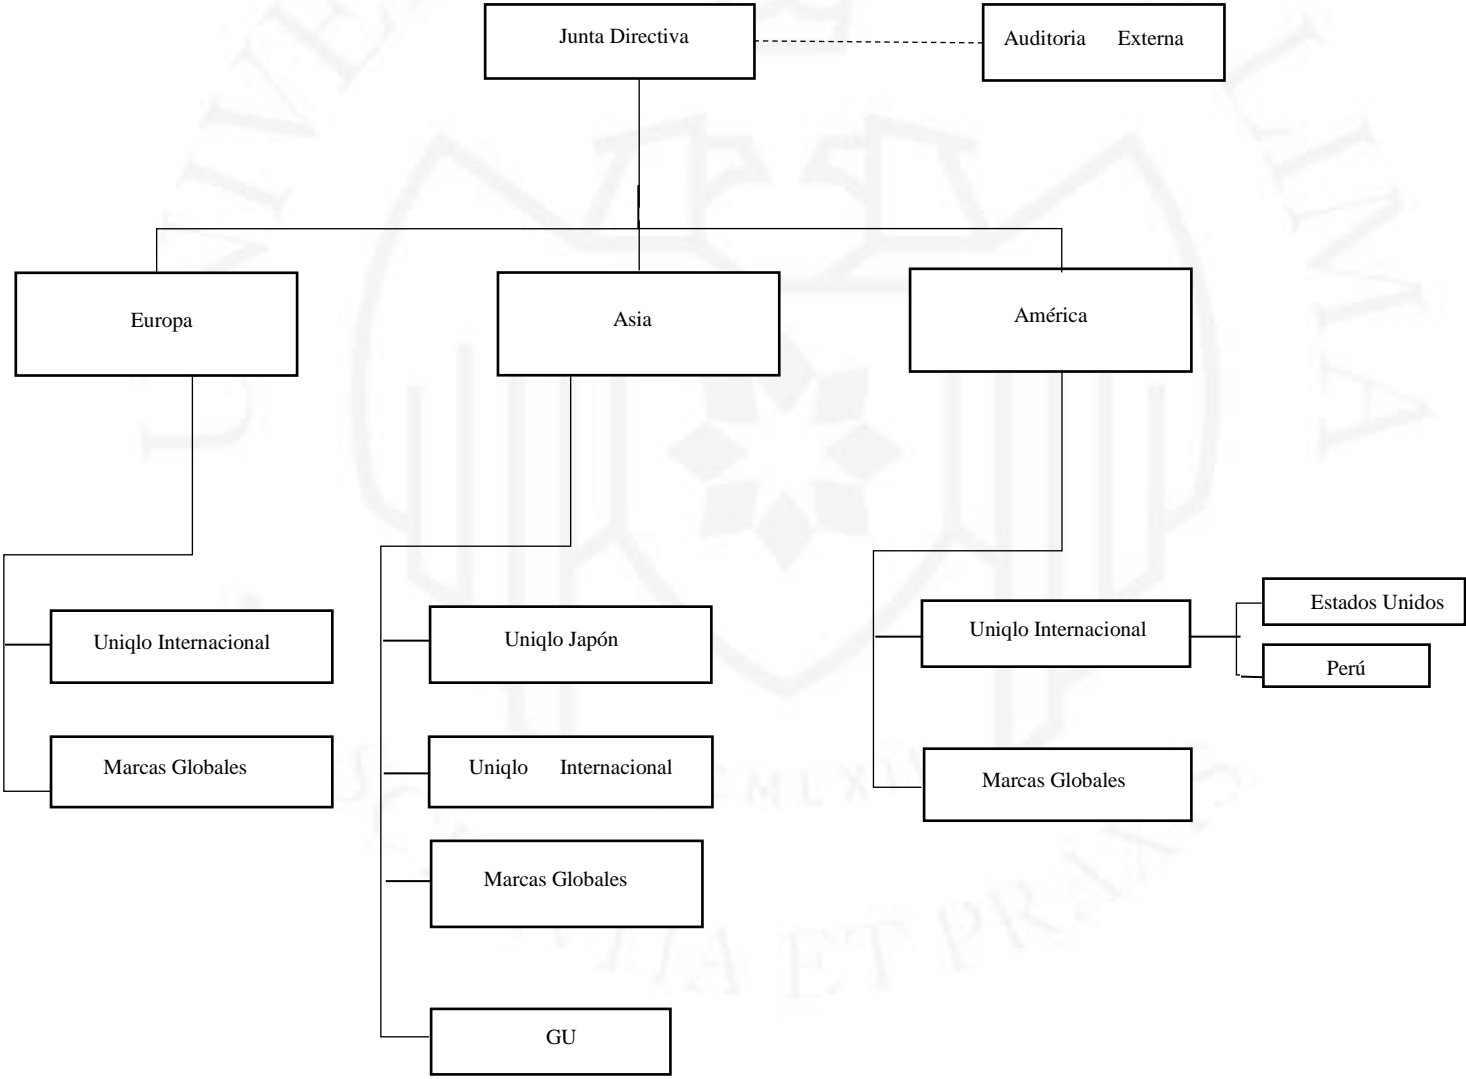 Junta Directiva
Auditoria Externa
Europa
Asia
América
Uniqlo Internacional
Marcas Globales
Uniqlo Japón
Uniqlo Internacional
Marcas Globales
GU
Uniqlo Internacional
Estados Unidos
Perú
Marcas Globales